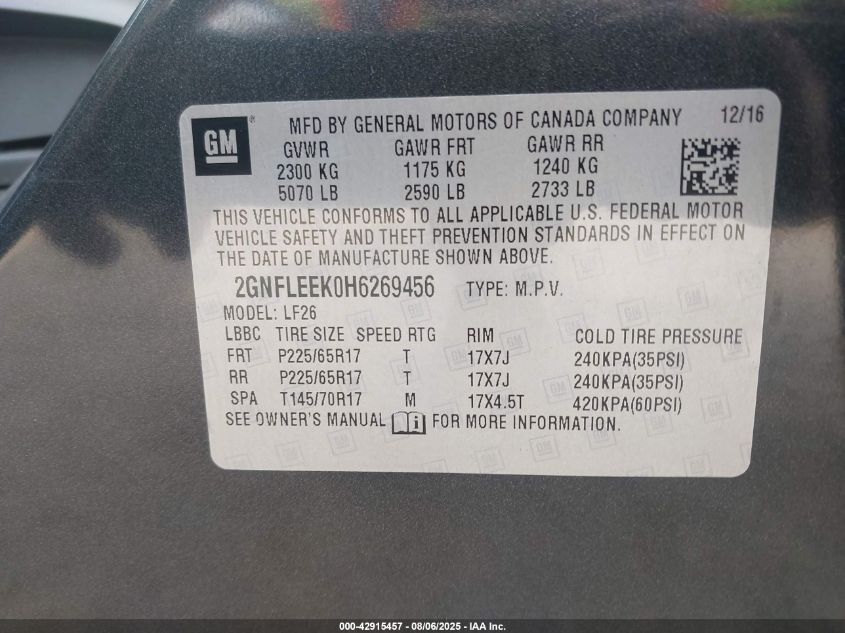 GM ® MFD BY GENERAL MOTORS OF CANADA COMPANY 12/16
GVWR GAWR FRT GAWR RR
2300 KG 1175 KG 1240 KG
5070 LB 2590 LB 2733 LB
THIS VEHICLE CONFORMS TO ALL APPLICABLE U.S. FEDERAL MOTOR
VEHICLE SAFETY AND THEFT PREVENTION STANDARDS IN EFFECT ON
THE DATE OF MANUFACTURE SHOWN ABOVE.
2GNFLEEK0H6269456 TYPE: M.P.V.
MODEL: LF26
LBBC TIRE SIZE SPEED RTG RIM COLD TIRE PRESSURE
FRT P225/65R17 T 17X7J 240KPA(35PSI)
RR P225/65R17 T 17X7J 240KPA(35PSI)
SPA T145/70R17 M 17X4.5T 420KPA(60PSI)
SEE OWNER'S MANUAL FOR MORE INFORMATION.
000-42915457 - 08/06/2025 - IAA Inc.